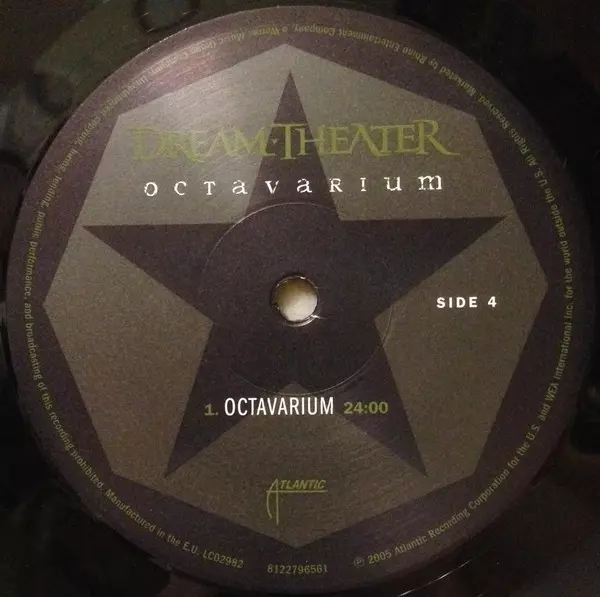 DREAM·THEATER
OCTAVARIUM
SIDE 4
1. OCTAVARIUM 24:00
ATLANTIC
8122796561
℗ 2005 Atlantic Recording Corporation for the U.S. and WEA International Inc. for the world outside the U.S. All Rights Reserved. Marketed by Rhino Entertainment Company, a Warner Music Group Company. Unauthorized copying, hiring, lending, public performance, and broadcasting of this recording prohibited. Manufactured in the E.U. LC02982